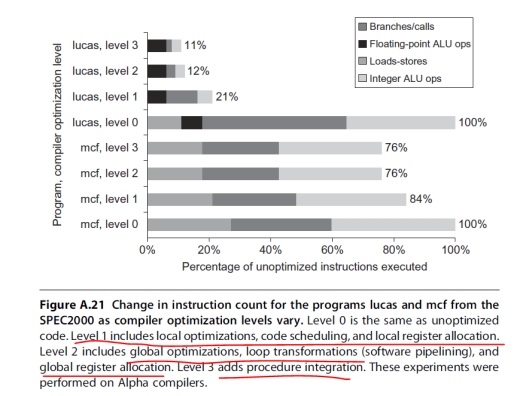 Branches/calls
Floating-point ALU ops
Loads-stores
Integer ALU ops
Program, compiler optimization level
lucas, level 3
11%
lucas, level 2
12%
lucas, level 1
21%
lucas, level 0
100%
mcf, level 3
76%
mcf, level 2
76%
mcf, level 1
84%
mcf, level 0
100%
0% 20% 40% 60% 80% 100%
Percentage of unoptimized instructions executed
Figure A.21 Change in instruction count for the programs lucas and mcf from the
SPEC2000 as compiler optimization levels vary. Level 0 is the same as unoptimized
code. Level 1 includes local optimizations, code scheduling, and local register allocation.
Level 2 includes global optimizations, loop transformations (software pipelining), and
global register allocation. Level 3 adds procedure integration. These experiments were
performed on Alpha compilers.